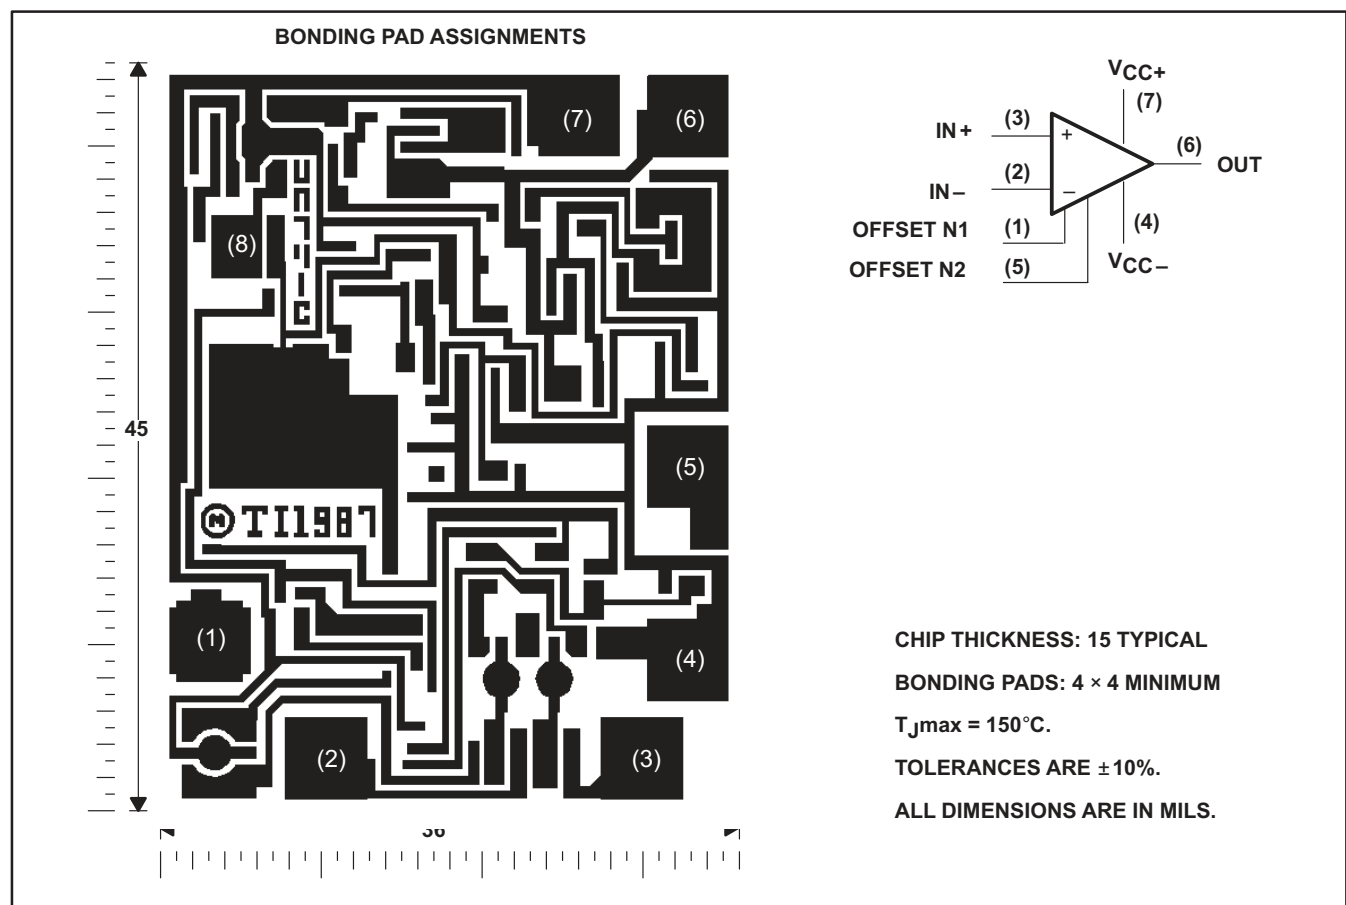 BONDING PAD ASSIGNMENTS
(7)
(6)
(8)
45
(5)
Ⓜ TI1987
(1)
(4)
(2)
(3)
36
VCC+
(7)
IN+ (3) +
(6) OUT
IN– (2) –
OFFSET N1 (1)
(4)
OFFSET N2 (5)
VCC–
CHIP THICKNESS: 15 TYPICAL
BONDING PADS: 4 × 4 MINIMUM
TJmax = 150°C.
TOLERANCES ARE ±10%.
ALL DIMENSIONS ARE IN MILS.